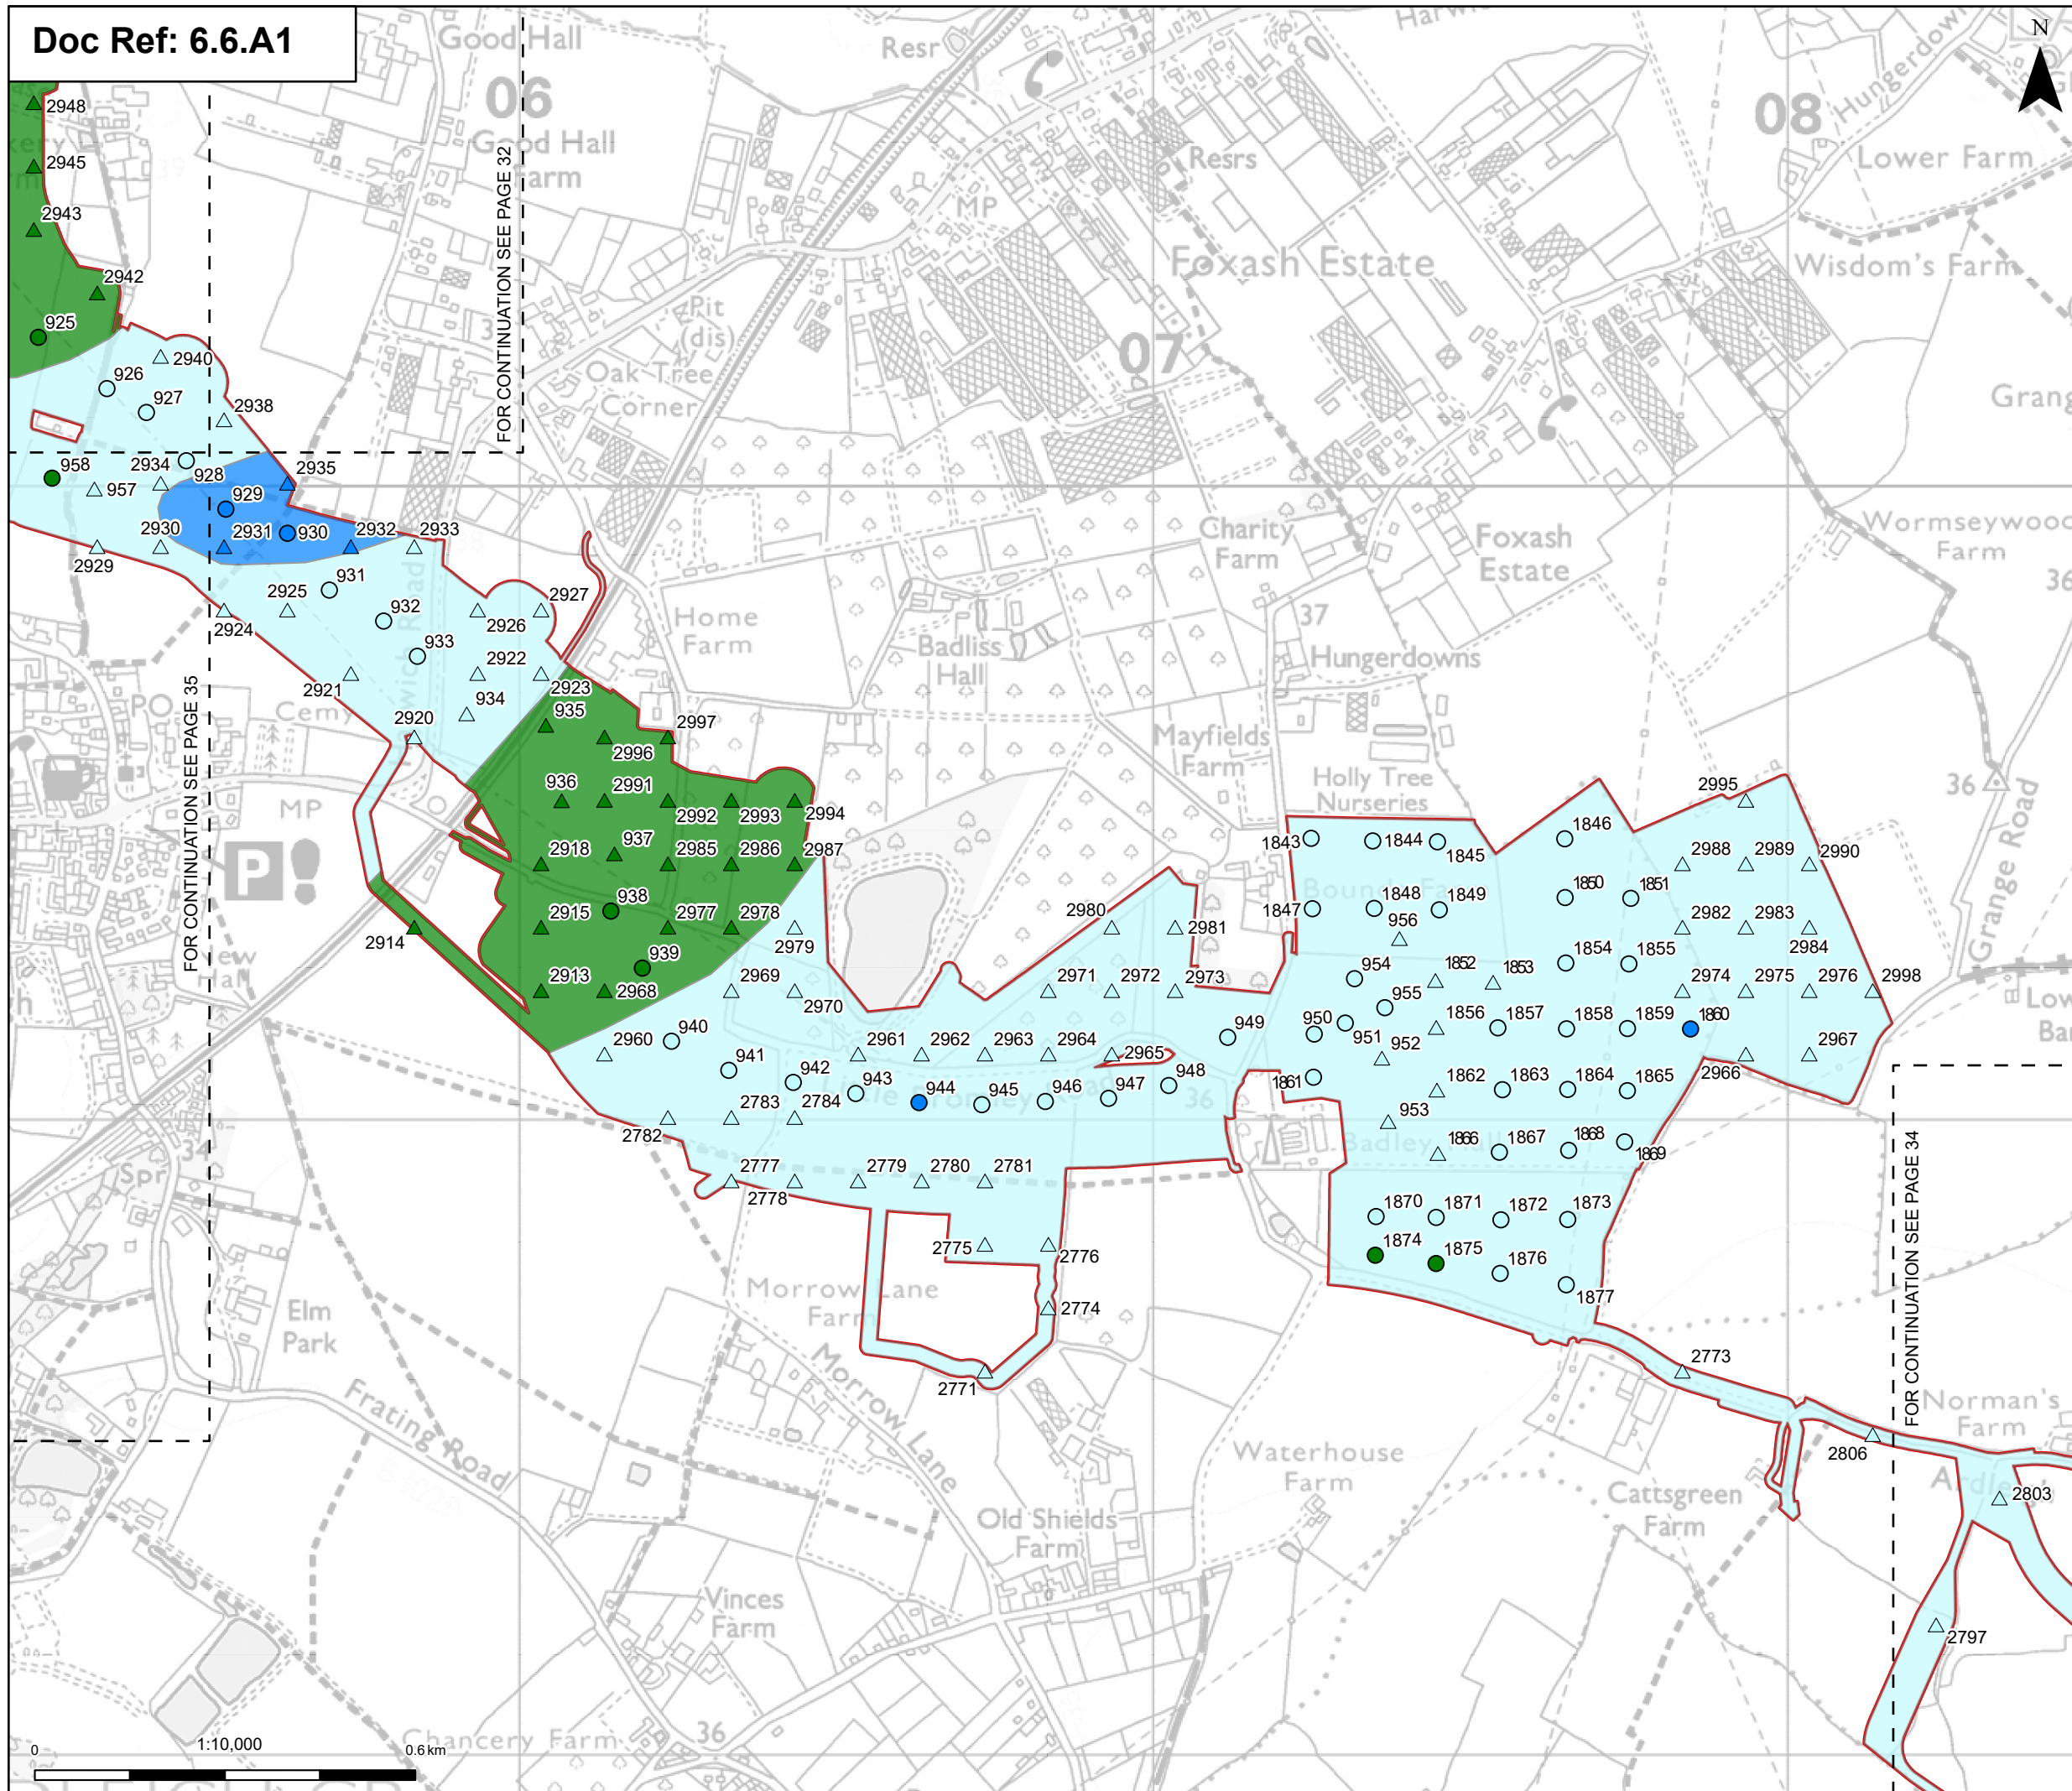 Doc Ref: 6.6.A1
N
Good Hall
06
Good Hall
Farm
Resr
Resrs
MP
08
Hungerdown
Lower Farm
Wisdom's Farm
Foxash Estate
07
Pit
(dis)
Oak Tree
Corner
FOR CONTINUATION SEE PAGE 32
2948
2945
2943
2942
925
2940
926
927
2938
958
957
2934
928
2935
929
2930
2931
930
2932
2933
2929
2925
931
932
2924
2926
2927
933
2922
2921
934
2923
2920
FOR CONTINUATION SEE PAGE 35
PO
Cemy
MP
Home
Farm
Badliss
Hall
Charity
Farm
Foxash
Estate
Wormseywood
Farm
37
Hungerdowns
Mayfields
Farm
Holly Tree
Nurseries
36
Grange Road
935
2997
2996
936
2991
2992
2993
2994
2918
937
2985
2986
2987
938
2915
2977
2978
2979
2914
939
2913
2968
2969
2970
2980
2981
2971
2972
2973
2960
940
941
942
2961
2962
2963
2964
2965
943
944
945
946
947
948
949
2782
2783
2784
2777
2778
2779
2780
2781
2775
2776
2774
2771
1843
1844
1845
1846
1847
1848
1849
1850
1851
956
2995
2988
2989
2990
2982
2983
2984
1852
1853
1854
1855
954
955
2974
2975
2976
2998
950
951
952
1856
1857
1858
1859
1860
2966
2967
1861
1862
1863
1864
1865
953
1866
1867
1868
1869
1870
1871
1872
1873
1874
1875
1876
1877
2773
2806
2803
2797
FOR CONTINUATION SEE PAGE 34
Spr
34
36
Elm
Park
Frating Road
Morrow Lane
Farm
Morrow Lane
Old Shields
Farm
Vinces
Farm
Waterhouse
Farm
Cattsgreen
Farm
Norman's
Farm
Chancery Farm
36
0
1:10,000
0.6 km